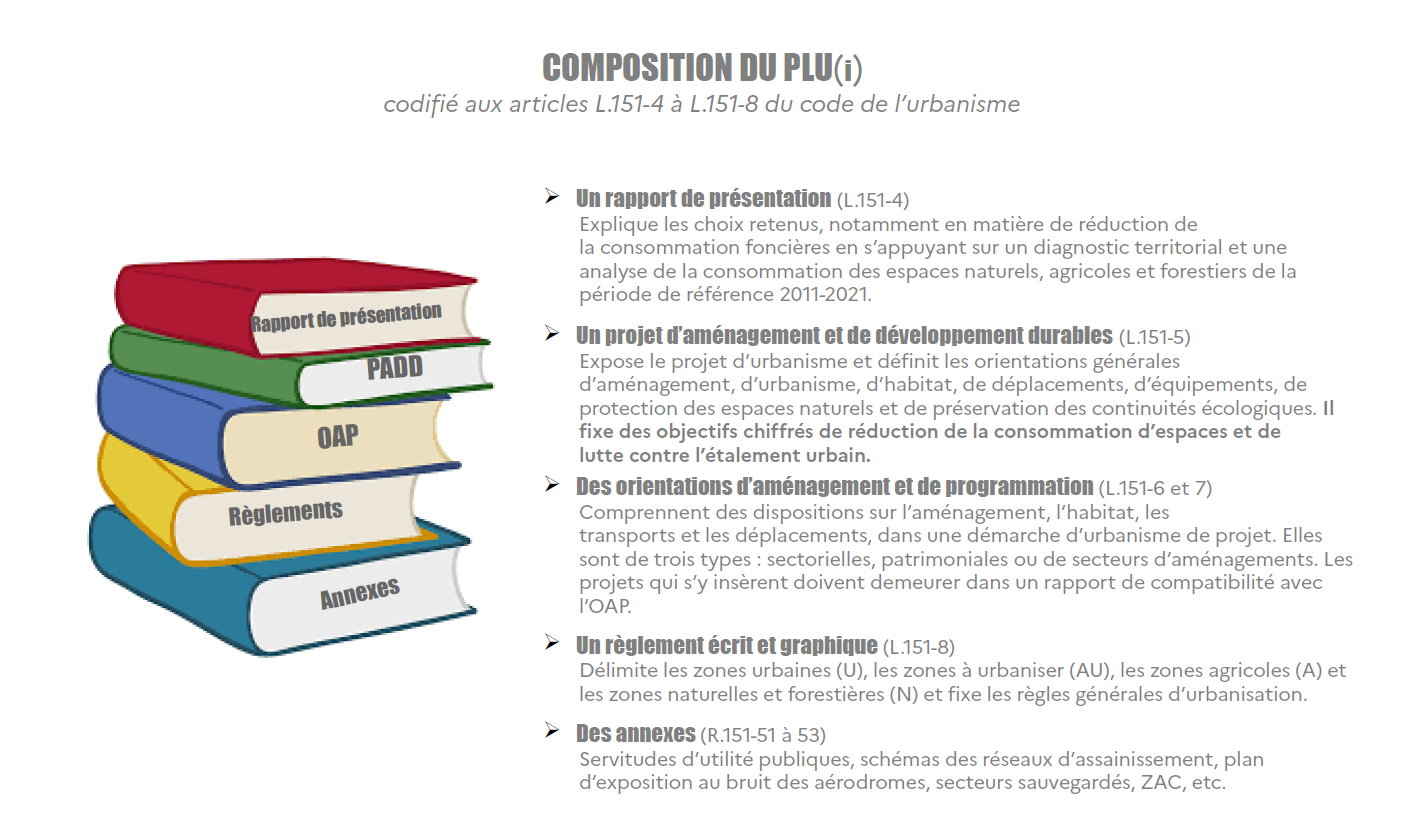 COMPOSITION DU PLU(i)
codifié aux articles L.151-4 à L.151-8 du code de l’urbanisme
Rapport de présentation
PADD
OAP
Règlements
Annexes
➢ Un rapport de présentation (L.151-4)
Explique les choix retenus, notamment en matière de réduction de
la consommation foncières en s’appuyant sur un diagnostic territorial et une
analyse de la consommation des espaces naturels, agricoles et forestiers de la
période de référence 2011-2021.
➢ Un projet d’aménagement et de développement durables (L.151-5)
Expose le projet d’urbanisme et définit les orientations générales
d’aménagement, d’urbanisme, d’habitat, de déplacements, d’équipements, de
protection des espaces naturels et de préservation des continuités écologiques. Il
fixe des objectifs chiffrés de réduction de la consommation d’espaces et de
lutte contre l’étalement urbain.
➢ Des orientations d’aménagement et de programmation (L.151-6 et 7)
Comprennent des dispositions sur l’aménagement, l’habitat, les
transports et les déplacements, dans une démarche d’urbanisme de projet. Elles
sont de trois types : sectorielles, patrimoniales ou de secteurs d’aménagements. Les
projets qui s’y insèrent doivent demeurer dans un rapport de compatibilité avec
l’OAP.
➢ Un règlement écrit et graphique (L.151-8)
Délimite les zones urbaines (U), les zones à urbaniser (AU), les zones agricoles (A) et
les zones naturelles et forestières (N) et fixe les règles générales d’urbanisation.
➢ Des annexes (R.151-51 à 53)
Servitudes d’utilité publiques, schémas des réseaux d’assainissement, plan
d’exposition au bruit des aérodromes, secteurs sauvegardés, ZAC, etc.